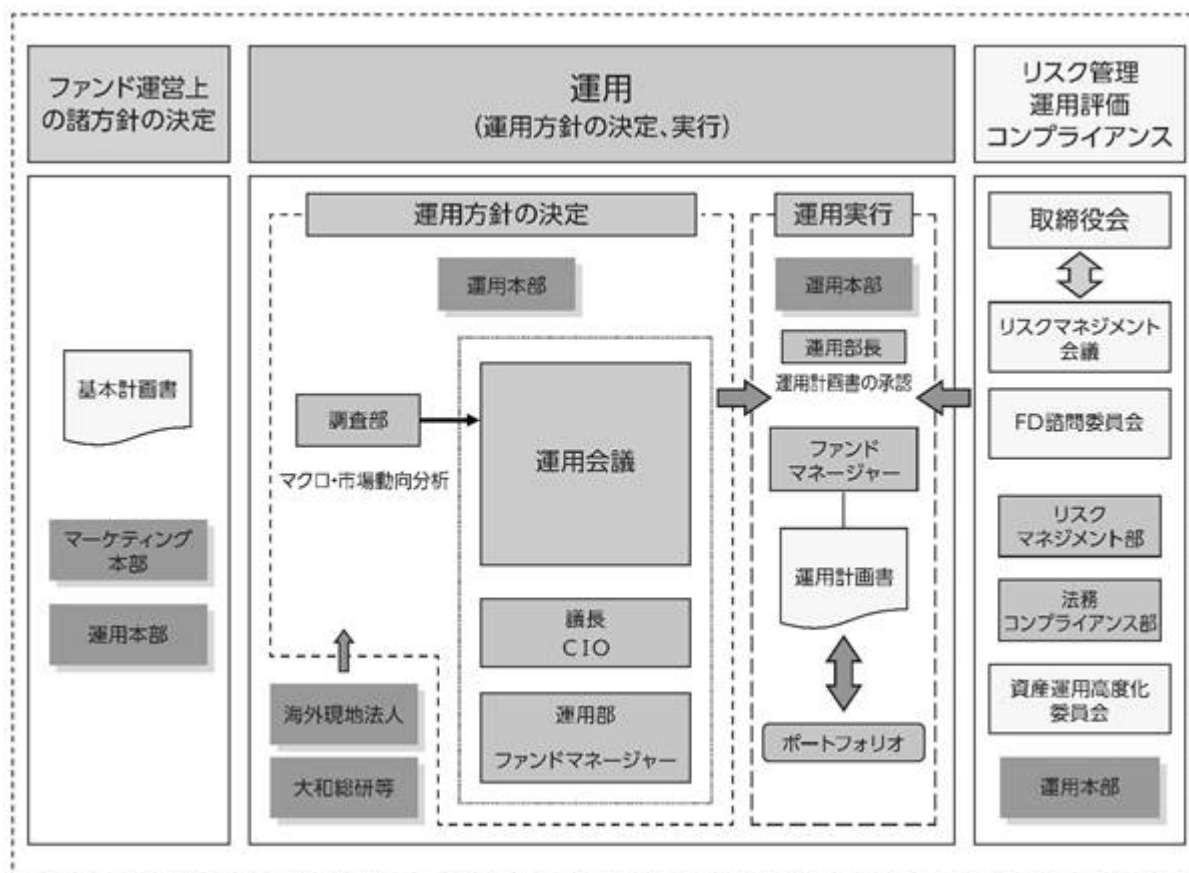 ファンド運営上
の諸方針の決定
基本計画書
マーケティング
本部
運用本部
運用
(運用方針の決定、実行)
運用方針の決定
運用本部
調査部
マクロ・市場動向分析
運用会議
議長
CIO
運用部
ファンドマネージャー
海外現地法人
大和総研等
運用実行
運用本部
運用部長
運用計画書の承認
ファンド
マネージャー
運用計画書
ポートフォリオ
リスク管理
運用評価
コンプライアンス
取締役会
リスクマネジメント
会議
FD諮問委員会
リスク
マネジメント部
法務
コンプライアンス部
資産運用高度化
委員会
運用本部